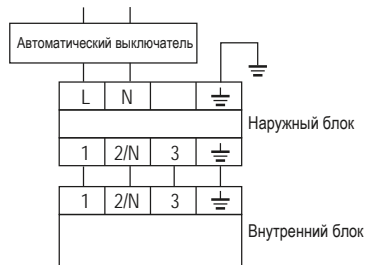 Автоматический выключатель
L N
Наружный блок
1 2/N 3
1 2/N 3
Внутренний блок